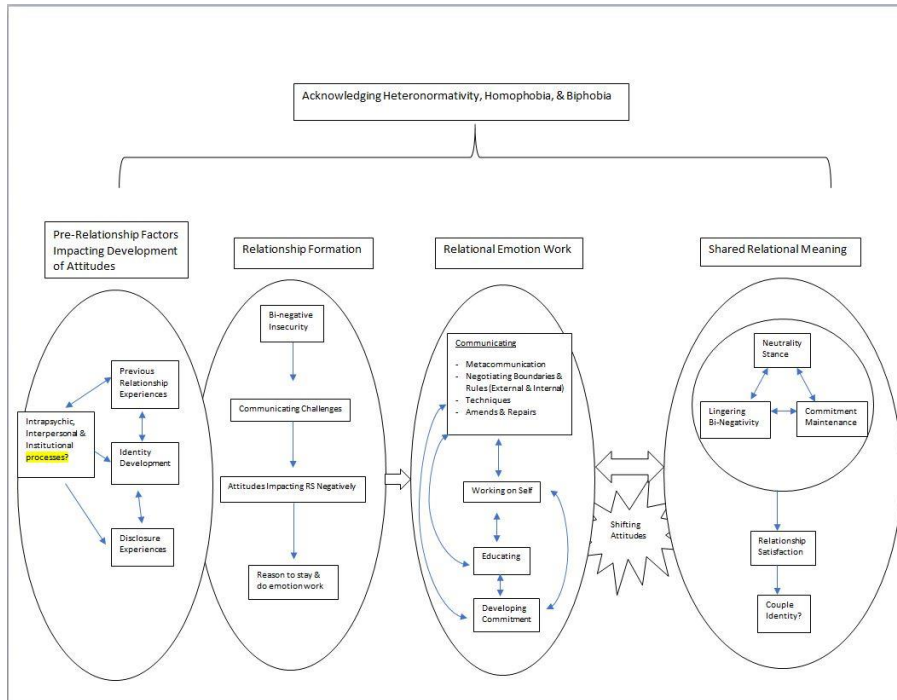 Acknowledging Heteronormativity, Homophobia, & Biphobia
Pre-Relationship Factors
Impacting Development
of Attitudes
Relationship Formation
Relational Emotion Work
Shared Relational Meaning
Previous
Relationship
Experiences
Intrapsychic,
Interpersonal &
Institutional
processes?
Identity
Development
Disclosure
Experiences
Bi-negative
Insecurity
Communicating Challenges
Attitudes Impacting RS Negatively
Reason to stay &
do emotion work
Communicating
- Metacommunication
- Negotiating Boundaries &
Rules (External & Internal)
- Techniques
- Amends & Repairs
Working on Self
Educating
Developing
Commitment
Shifting
Attitudes
Neutrality
Stance
Lingering
Bi-Negativity
Commitment
Maintenance
Relationship
Satisfaction
Couple
Identity?